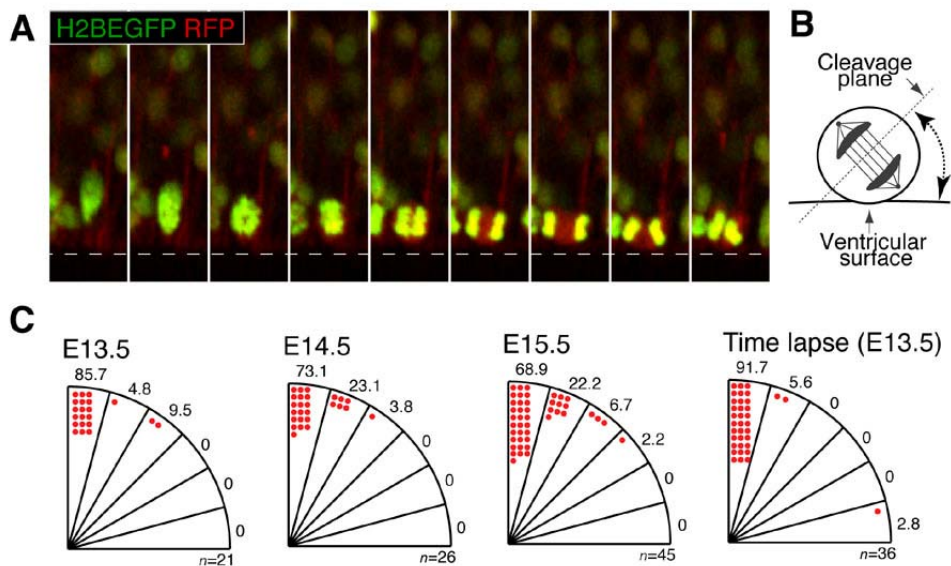 A
H2BEGFP RFP
B
Cleavage
plane
Ventricular
surface
C
E13.5
85.7
4.8
9.5
0
0
0
n=21
E14.5
73.1
23.1
3.8
0
0
0
n=26
E15.5
68.9
22.2
6.7
2.2
0
0
n=45
Time lapse (E13.5)
91.7
5.6
0
0
0
2.8
n=36